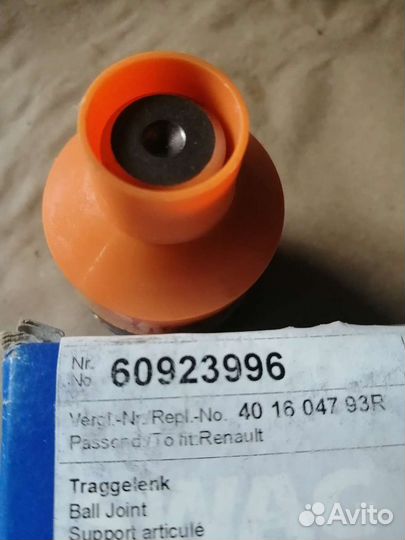 Nr.
No
60923996
Vergl.-Nr./Repl.-No. 40 16 047 93R
Passend/To fit:Renault
Traggelenk
Ball Joint
Support articulé
WAG
Avito